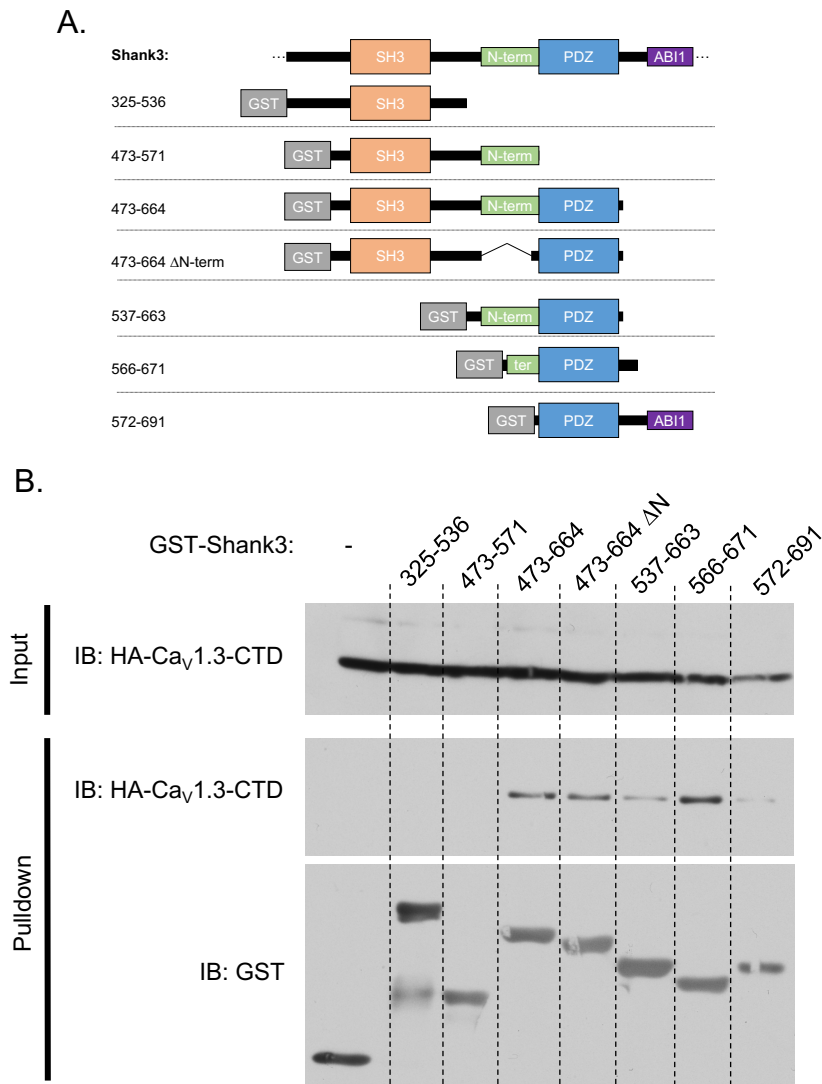 A.
Shank3: ... SH3 N-term PDZ ABI1 ...
325-536 GST SH3
473-571 GST SH3 N-term
473-664 GST SH3 N-term PDZ
473-664 ΔN-term GST SH3 PDZ
537-663 GST N-term PDZ
566-671 GST ter PDZ
572-691 GST PDZ ABI1
B.
GST-Shank3: - 325-536 473-571 473-664 473-664 ΔN 537-663 566-671 572-691
Input
IB: HA-CaV1.3-CTD
Pulldown
IB: HA-CaV1.3-CTD
IB: GST